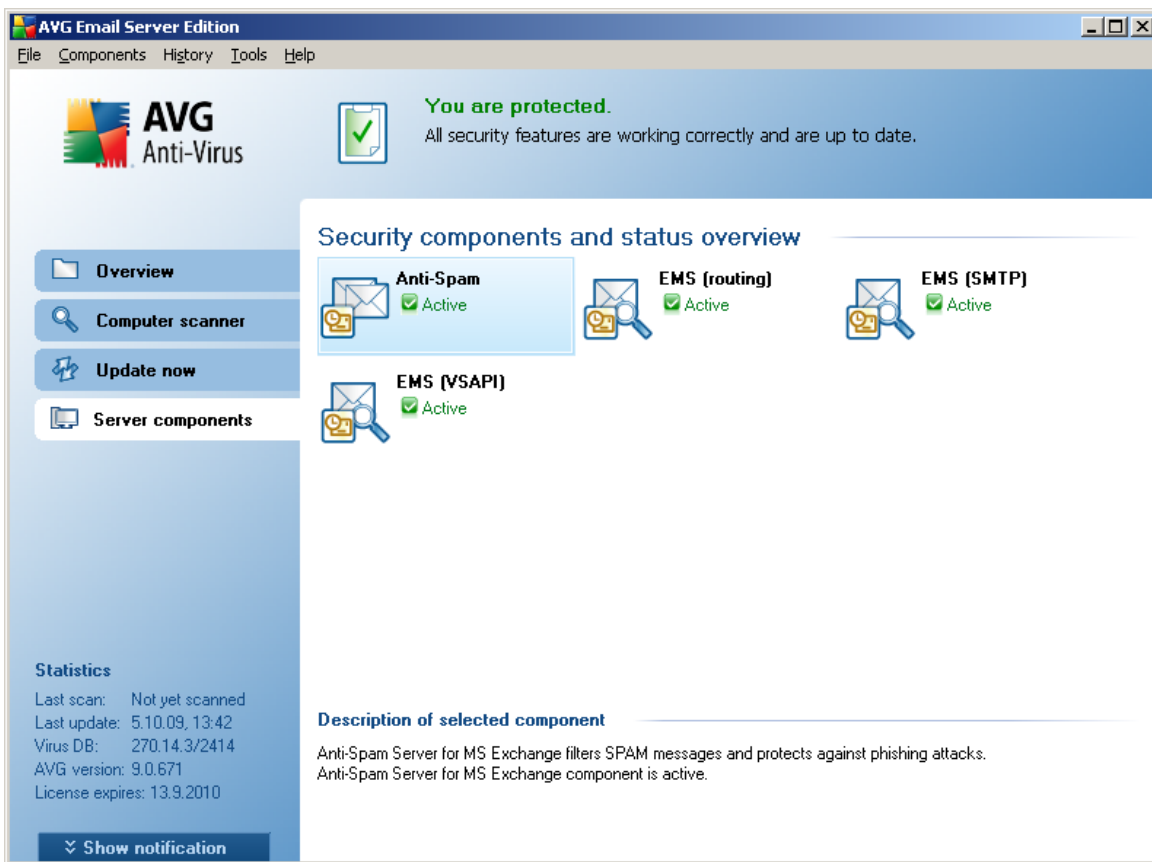 AVG Email Server Edition
File Components History Tools Help
AVG
Anti-Virus
You are protected.
All security features are working correctly and are up to date.
Overview
Computer scanner
Update now
Server components
Security components and status overview
Anti-Spam
Active
EMS (routing)
Active
EMS (SMTP)
Active
EMS (VSAPI)
Active
Statistics
Last scan: Not yet scanned
Last update: 5.10.09, 13:42
Virus DB: 270.14.3/2414
AVG version: 9.0.671
License expires: 13.9.2010
Show notification
Description of selected component
Anti-Spam Server for MS Exchange filters SPAM messages and protects against phishing attacks.
Anti-Spam Server for MS Exchange component is active.